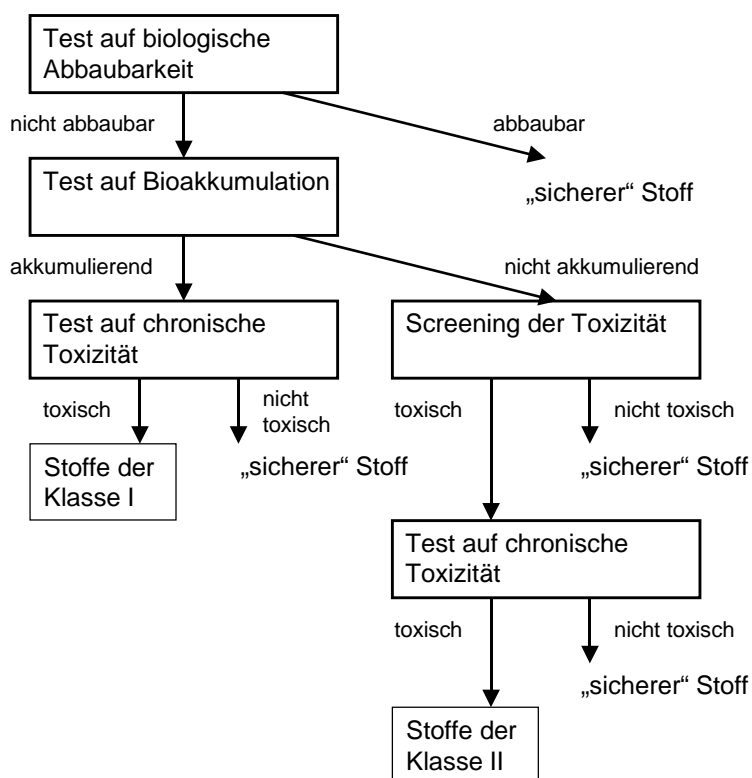 Test auf biologische
Abbaubarkeit
nicht abbaubar
abbaubar
Test auf Bioakkumulation
„sicherer“ Stoff
akkumulierend
nicht akkumulierend
Test auf chronische
Toxizität
Screening der Toxizität
toxisch
nicht
toxisch
toxisch
nicht toxisch
Stoffe der
Klasse I
„sicherer“ Stoff
„sicherer“ Stoff
Test auf chronische
Toxizität
toxisch
nicht toxisch
„sicherer“ Stoff
Stoffe der
Klasse II